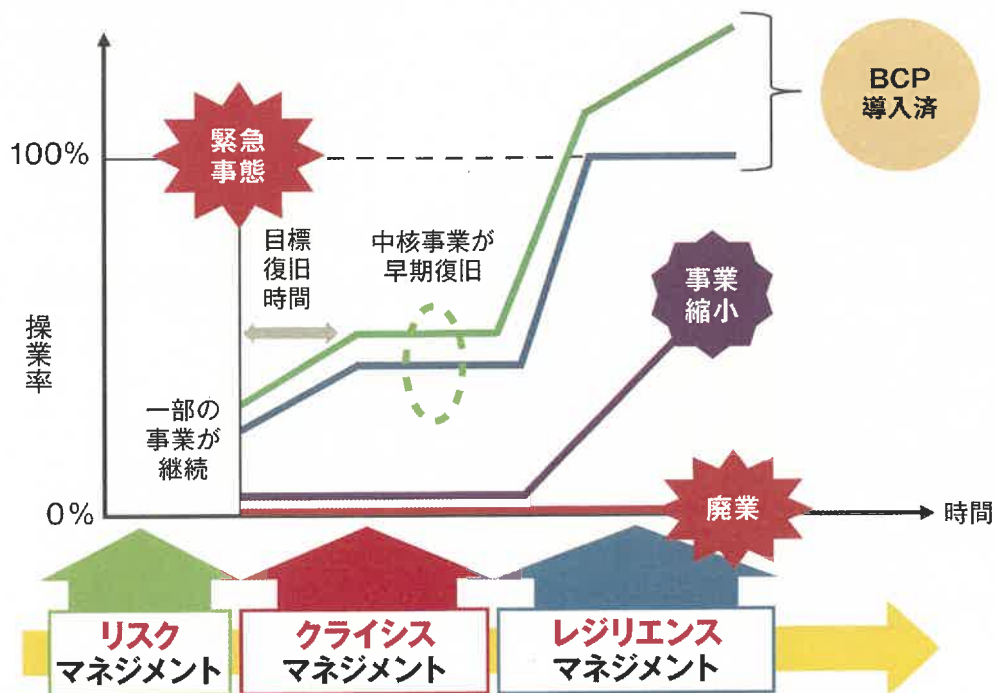 BCP
導入済
緊急
事態
100%
目標
復旧
時間
中核事業が
早期復旧
事業
縮小
操業率
一部の
事業が
継続
0%
廃業
時間
リスク
マネジメント
クライシス
マネジメント
レジリエンス
マネジメント